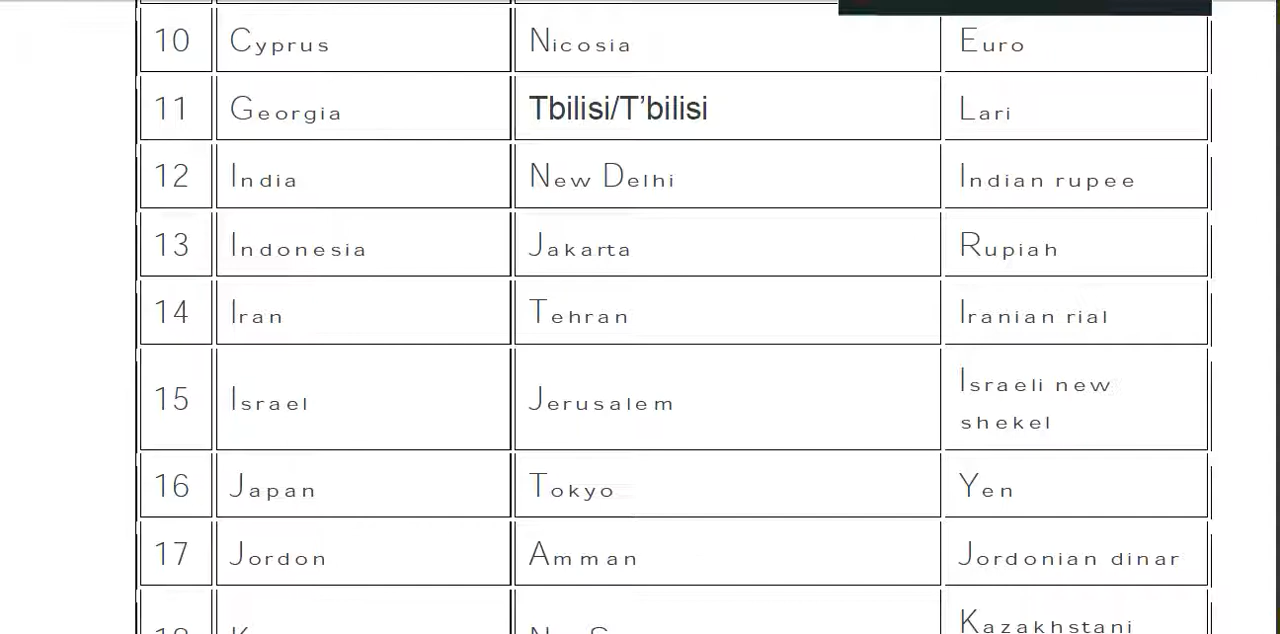 10 Cyprus Nicosia Euro
11 Georgia Tbilisi/T’bilisi Lari
12 India New Delhi Indian rupee
13 Indonesia Jakarta Rupiah
14 Iran Tehran Iranian rial
15 Israel Jerusalem Israeli new
shekel
16 Japan Tokyo Yen
17 Jordon Amman Jordonian dinar
Kazakhstani